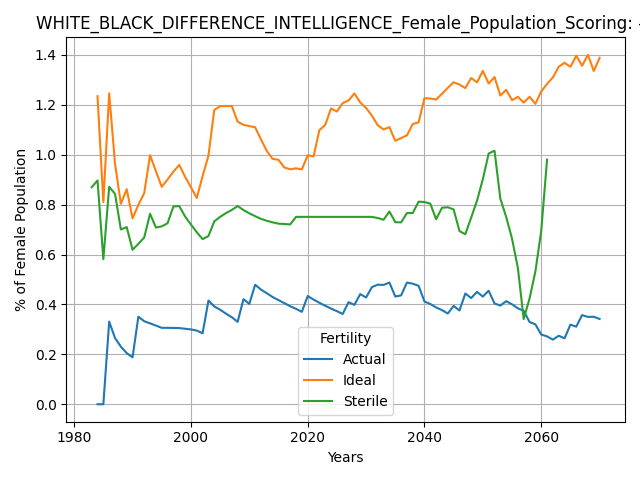 WHITE_BLACK_DIFFERENCE_INTELLIGENCE_Female_Population_Scoring:
1.4
1.2
1.0
0.8
0.6
0.4
0.2
0.0
% of Female Population
Fertility
Actual
Ideal
Sterile
1980
2000
2020
2040
2060
Years